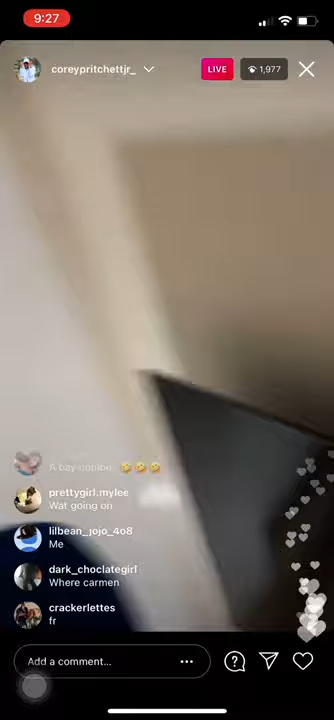 9:27
coreypritchettjr_
LIVE
1,977
A bay
prettygirl.mylee
Wat going on
lilbean_jojo_4o8
Me
dark_choclategirl
Where carmen
crackerlettes
fr
Add a comment...